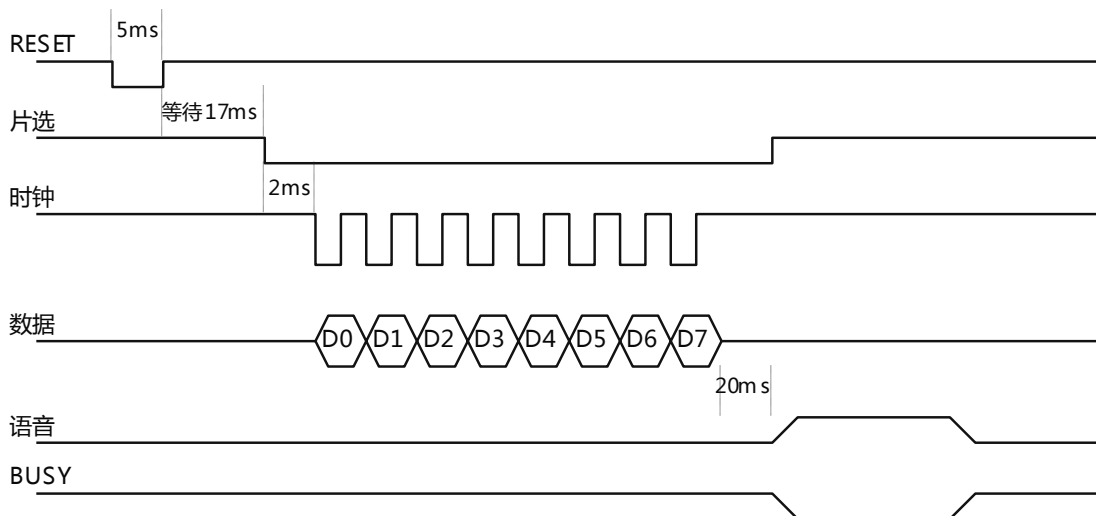 5ms
RESET
等待17ms
片选
2ms
时钟
数据
D0 D1 D2 D3 D4 D5 D6 D7
20ms
语音
BUSY